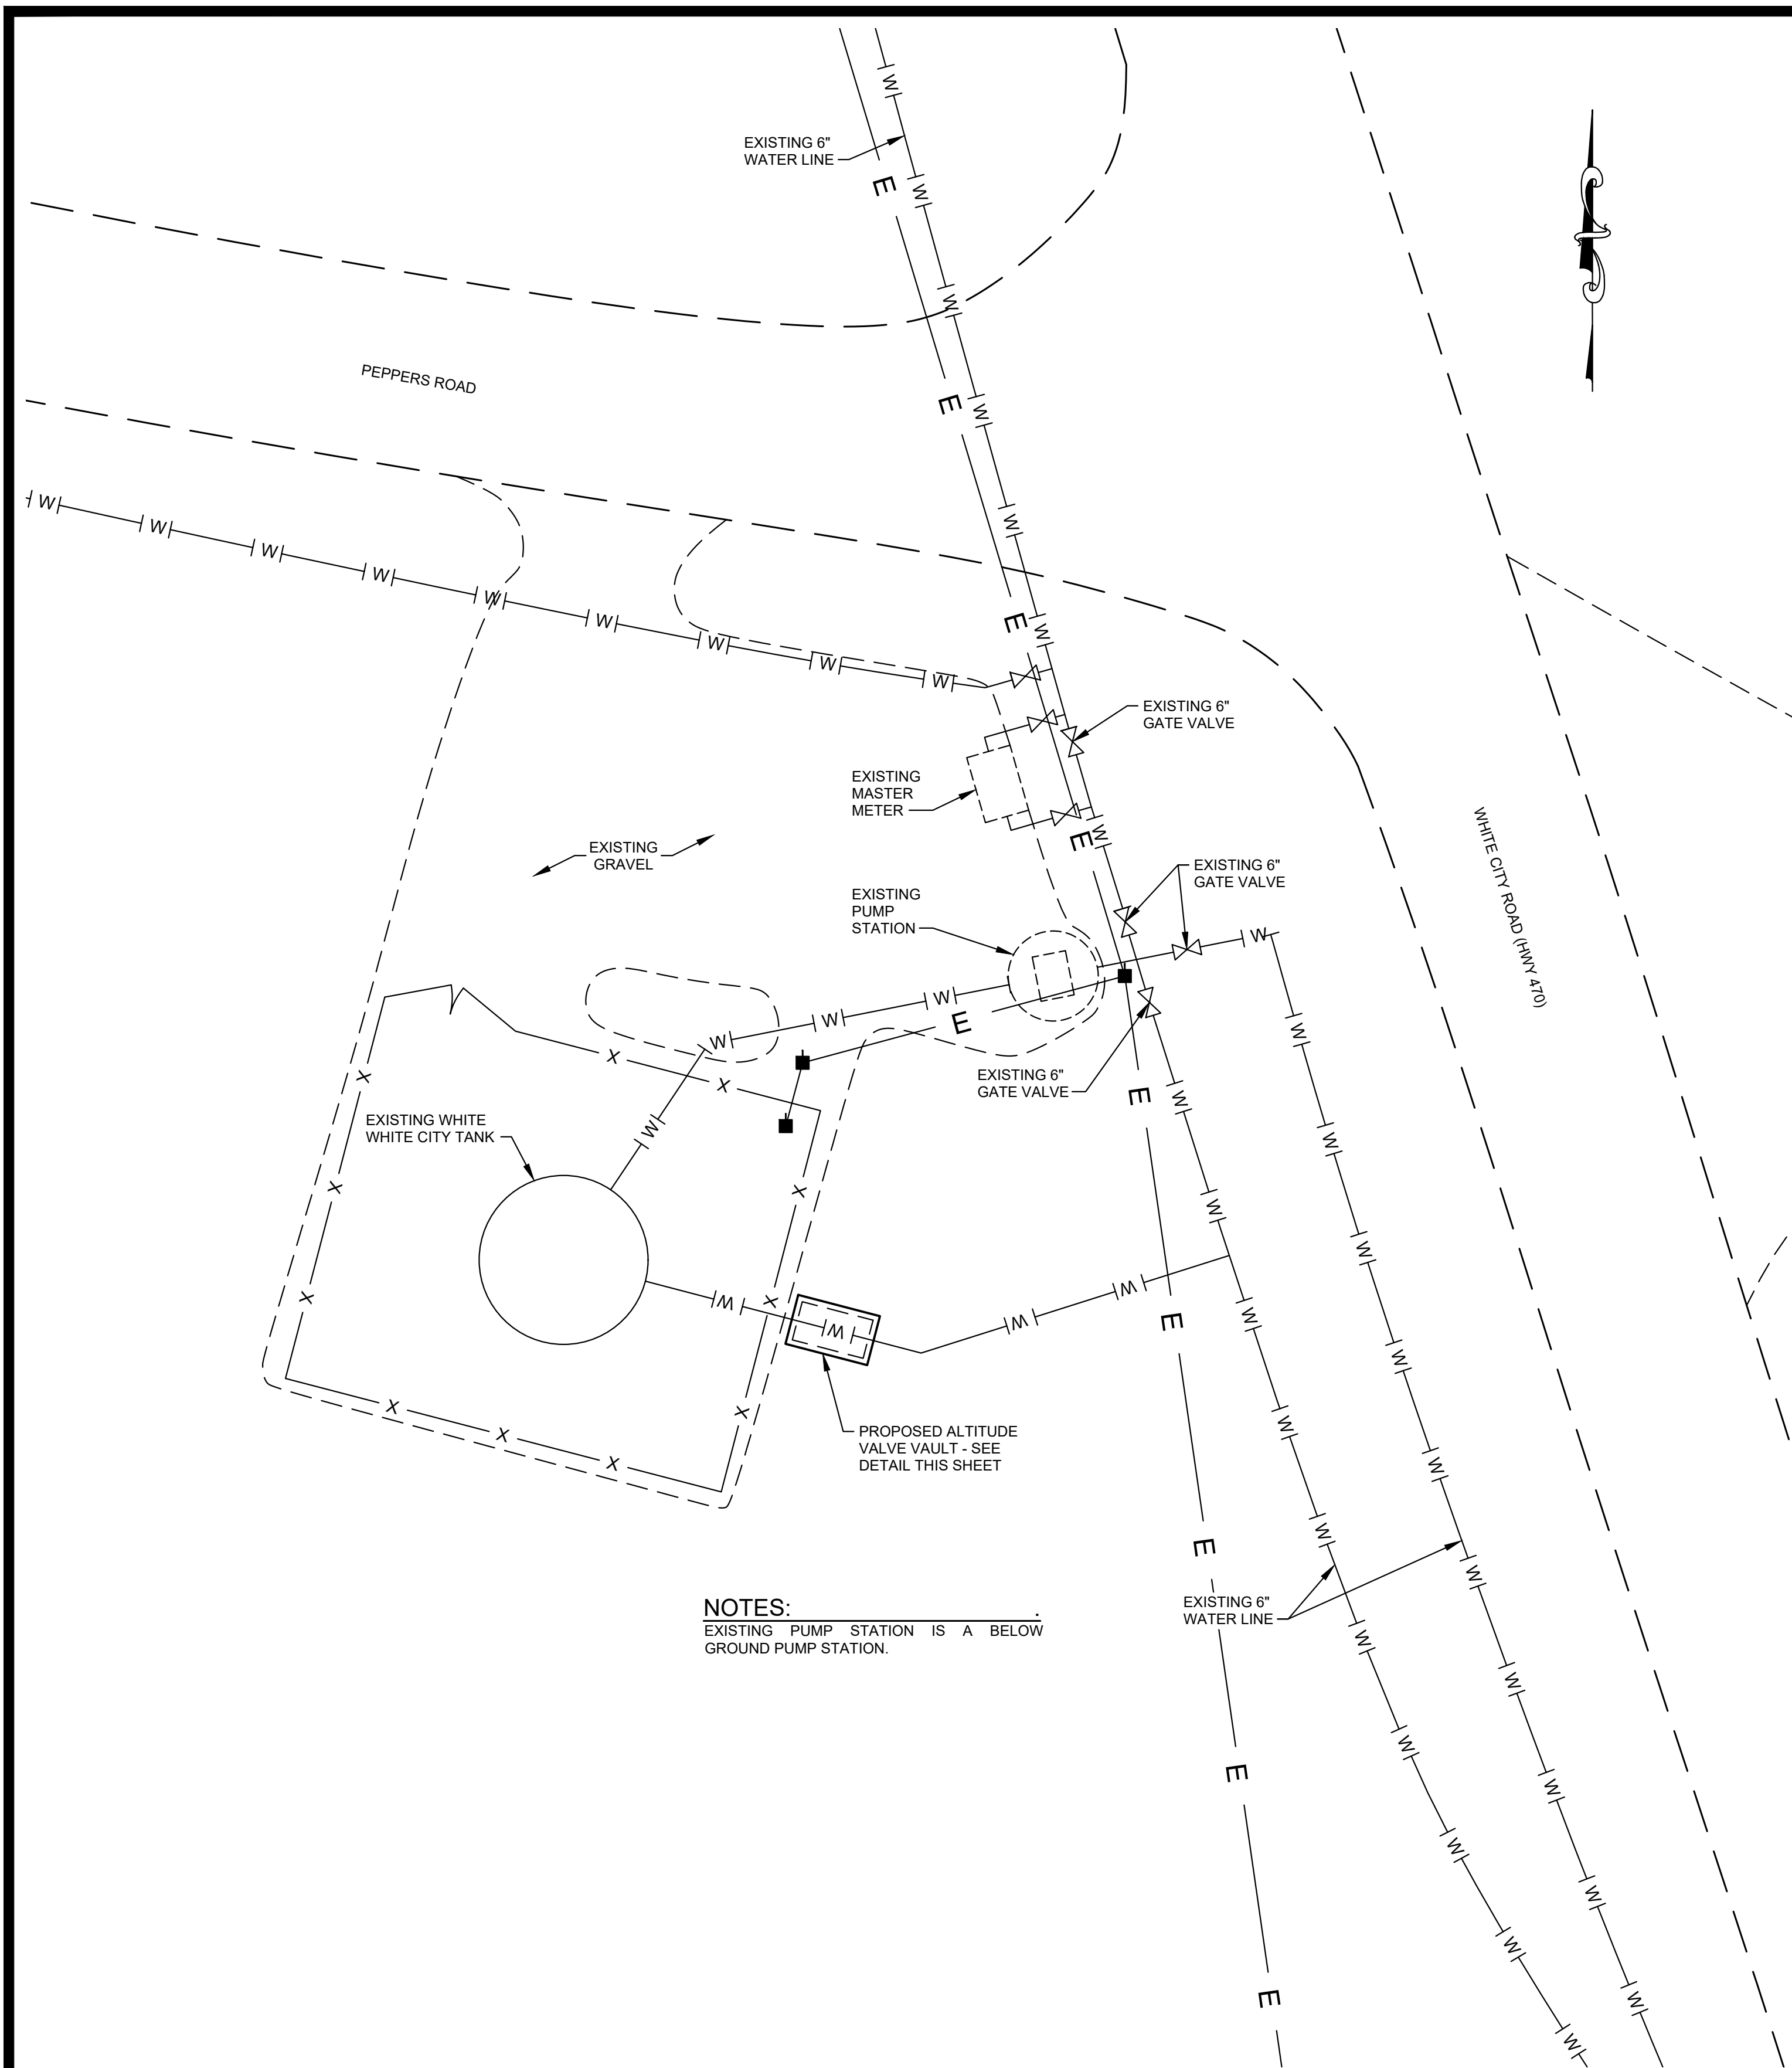 EXISTING 6"
WATER LINE
PEPPERS ROAD
EXISTING 6"
GATE VALVE
EXISTING
MASTER
METER
EXISTING
GRAVEL
EXISTING 6"
GATE VALVE
EXISTING
PUMP
STATION
WHITE CITY ROAD (HWY 470)
EXISTING 6"
GATE VALVE
EXISTING WHITE
WHITE CITY TANK
PROPOSED ALTITUDE
VALVE VAULT - SEE
DETAIL THIS SHEET
NOTES: .
EXISTING PUMP STATION IS A BELOW
GROUND PUMP STATION.
EXISTING 6"
WATER LINE